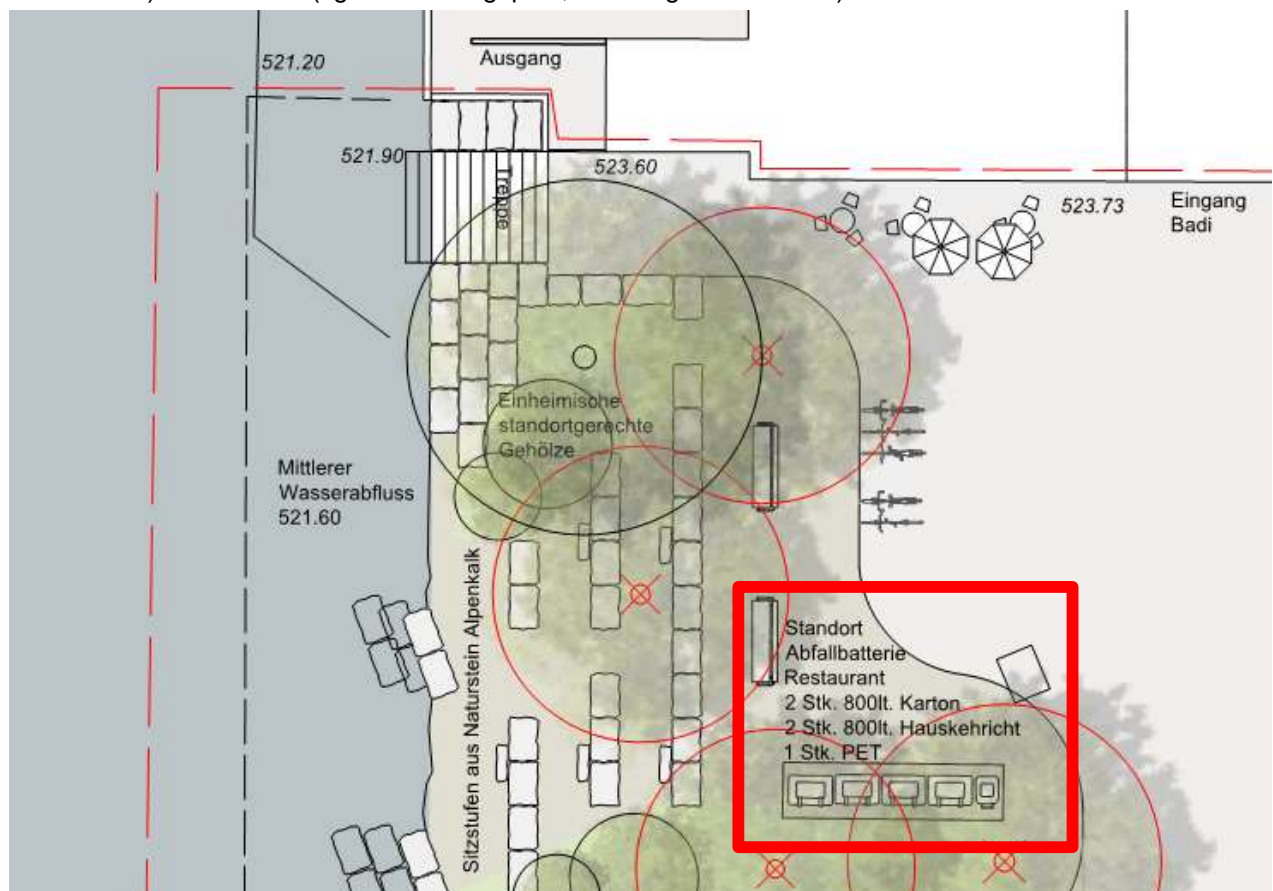 521.20
Ausgang
521.90
Treppe
523.60
523.73
Eingang
Badi
Einheimische
standortgerechte
Gehölze
Mittlerer
Wasserabfluss
521.60
Sitzstufen aus Naturstein Alpenkalk
Standort
Abfallbatterie
Restaurant
2 Stk. 800lt. Karton
2 Stk. 800lt. Hauskehricht
1 Stk. PET